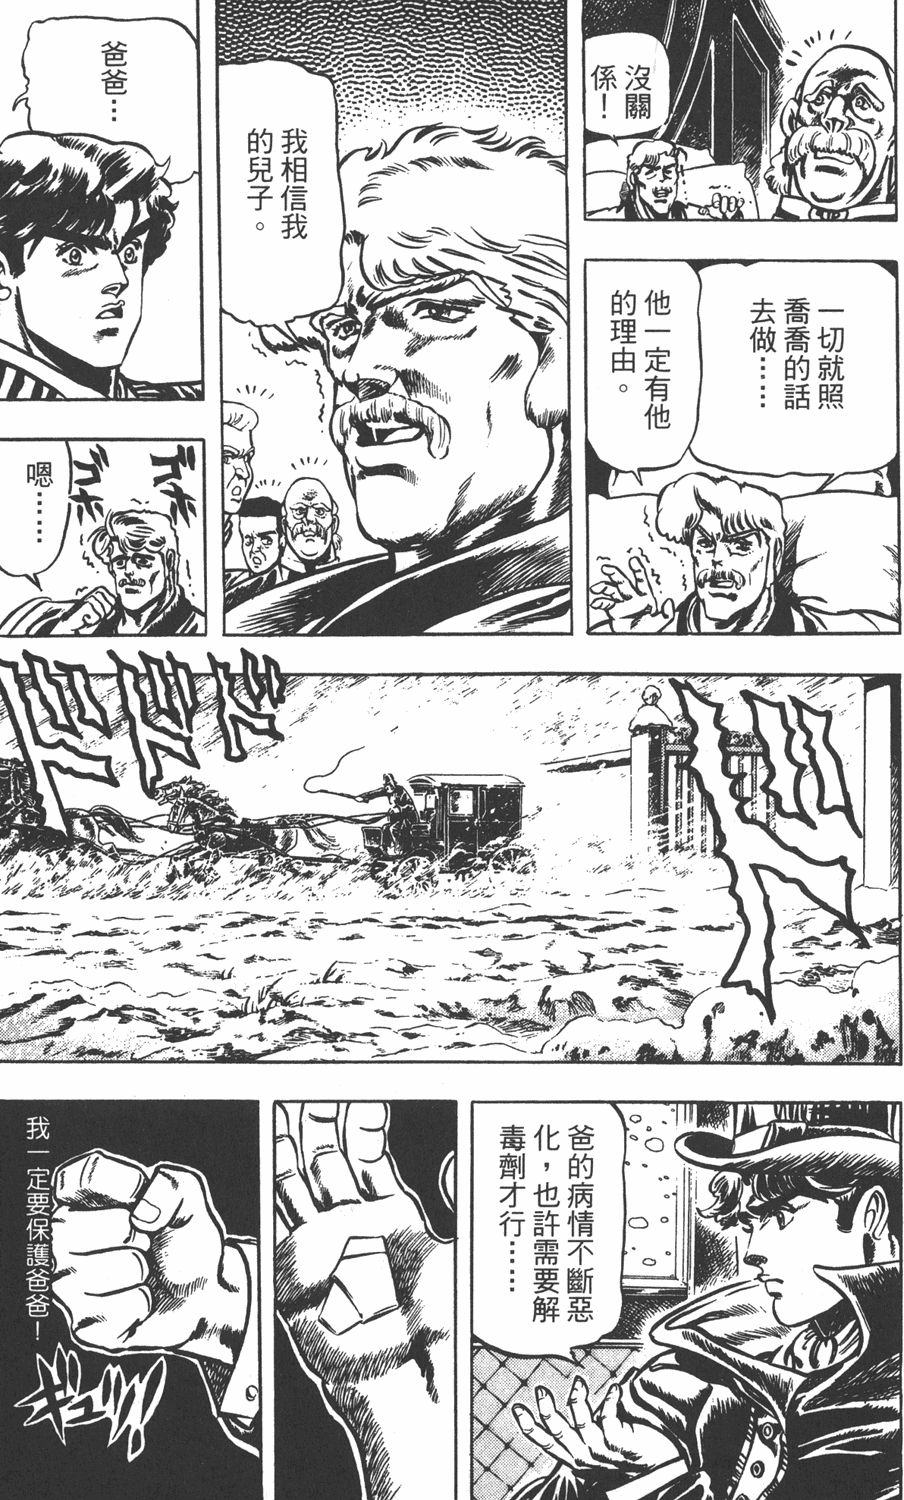 沒關
係！
一切就照
喬喬的話
去做……
他一定有他
的理由。
我相信我
的兒子。
爸爸…
ゴホ
ゴホ
嗯……
ドドドド
爸的病情不斷惡
化，也許需要解
毒劑才行……
我一定要保護爸爸！
ギュッ!!